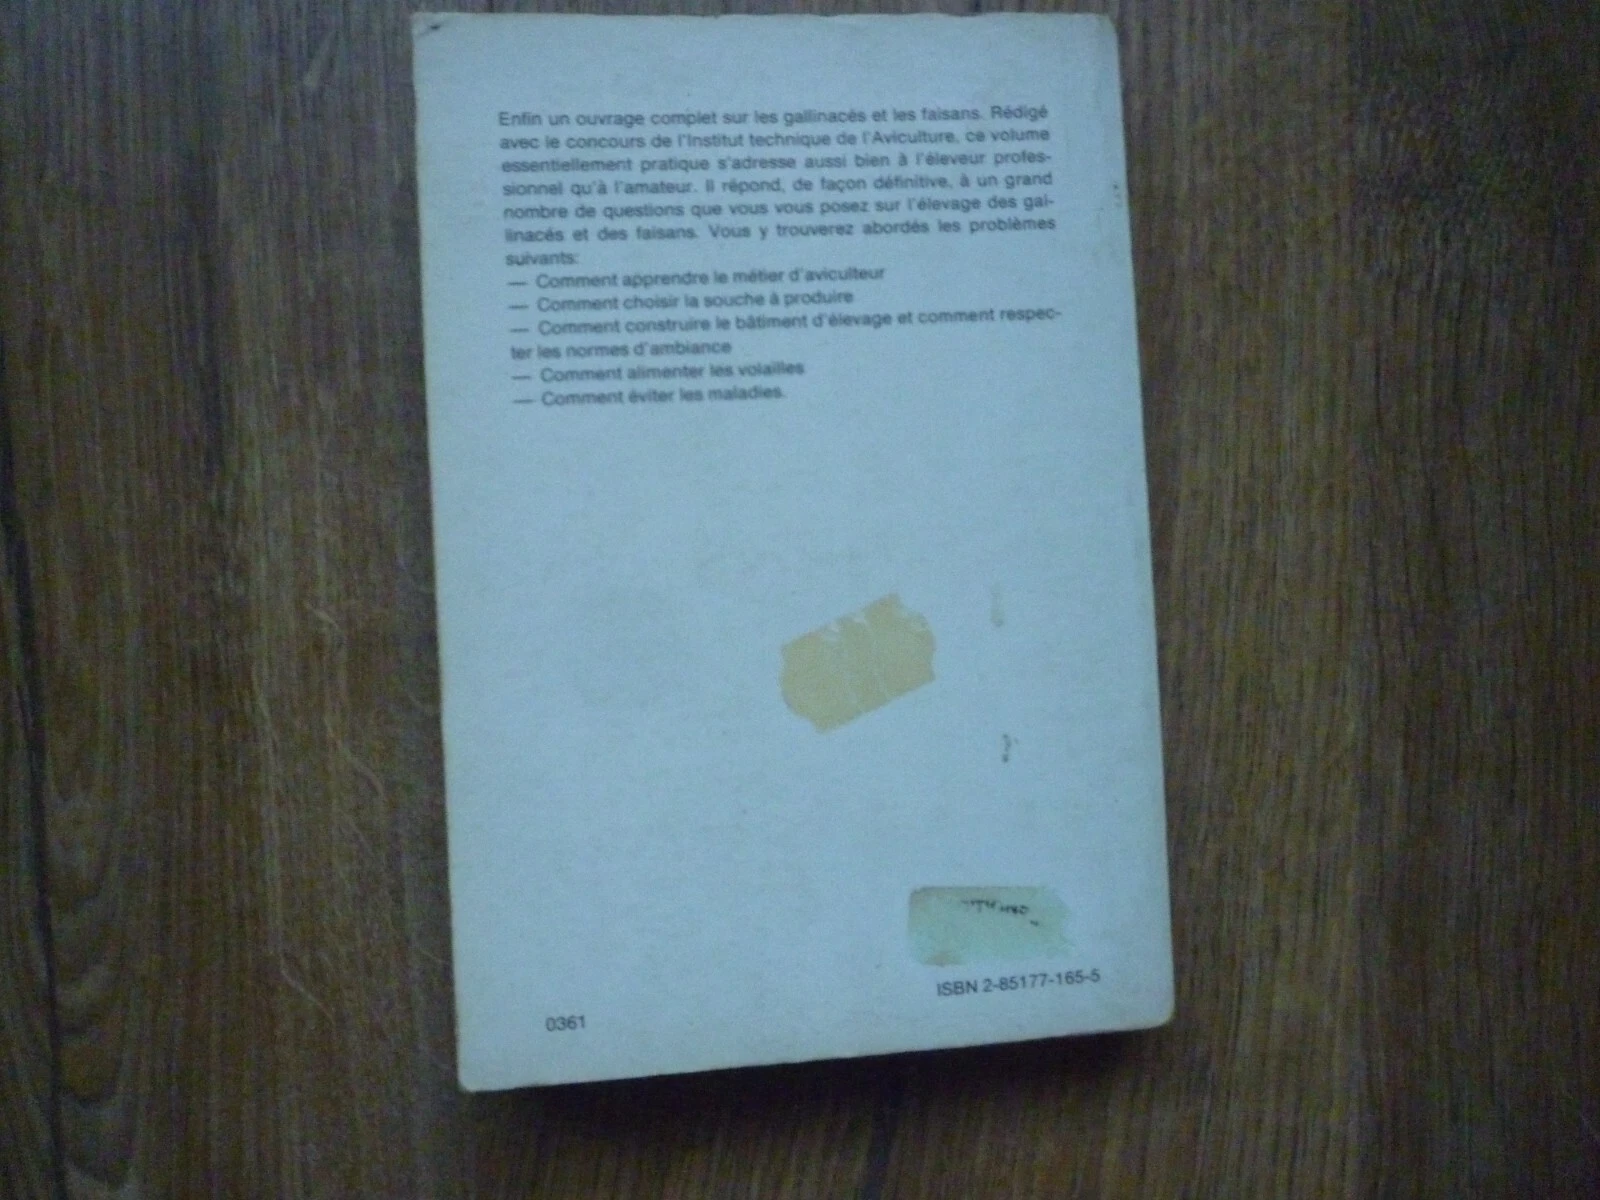 Enfin un ouvrage complet sur les gallinacés et les faisans. Rédigé
avec le concours de l'Institut technique de l'Aviculture, ce volume
essentiellement pratique s'adresse aussi bien à l'éleveur profes-
sionnel qu'à l'amateur. Il répond, de façon définitive, à un grand
nombre de questions que vous vous posez sur l'élevage des gal-
linacés et des faisans. Vous y trouverez abordés les problèmes
suivants:
— Comment apprendre le métier d'aviculteur
— Comment choisir la souche à produire
— Comment construire le bâtiment d'élevage et comment respec-
ter les normes d'ambiance
— Comment alimenter les volailles
— Comment éviter les maladies.
ISBN 2-85177-165-5
0361